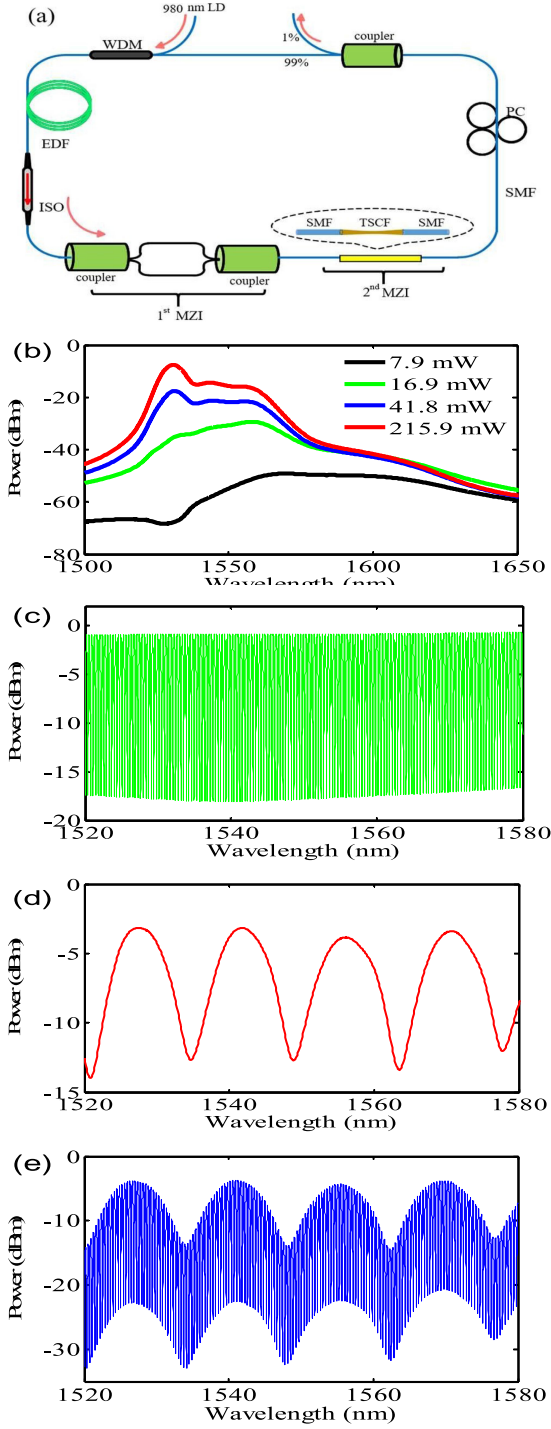 (a)
980 nm LD
WDM
1%
99%
coupler
EDF
PC
ISO
SMF
SMF TSCF SMF
coupler
coupler
1st MZI
2nd MZI
(b)
0
-20
-40
-60
-80
Power (dBm)
7.9 mW
16.9 mW
41.8 mW
215.9 mW
1500 1550 1600 1650
Wavelength (nm)
(c)
0
-5
-10
-15
-20
Power (dBm)
1520 1540 1560 1580
Wavelength (nm)
(d)
0
-5
-10
-15
Power (dBm)
1520 1540 1560 1580
Wavelength (nm)
(e)
0
-10
-20
-30
Power (dBm)
1520 1540 1560 1580
Wavelength (nm)